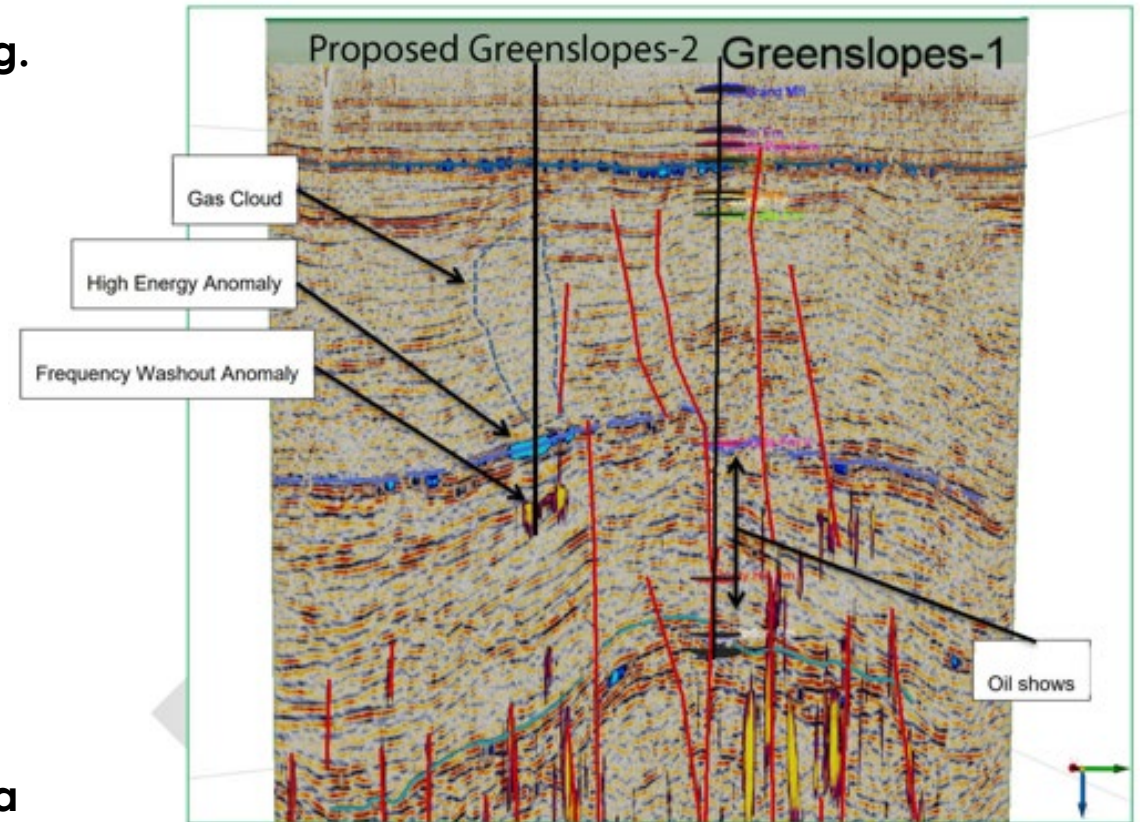 g.
Proposed Greenslopes-2
Greenslopes-1
Gas Cloud
High Energy Anomaly
Frequency Washout Anomaly
Oil shows
a